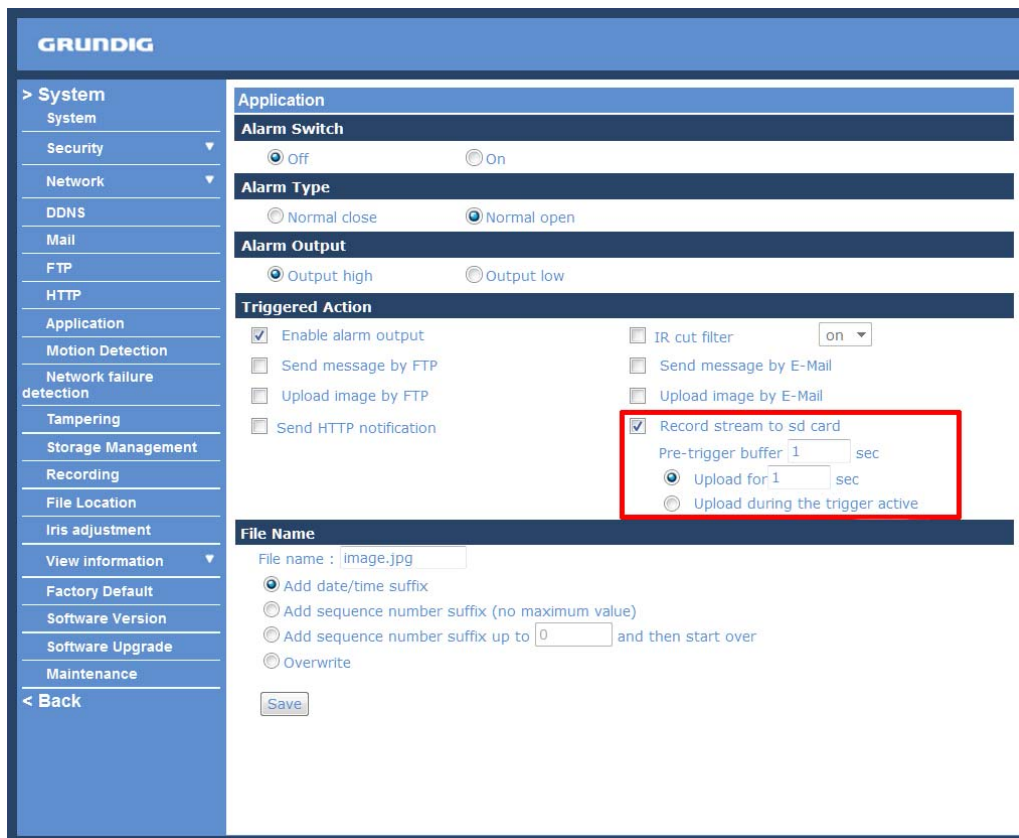 GRUNDIG
> System
System
Security
Network
DDNS
Mail
FTP
HTTP
Application
Motion Detection
Network failure
detection
Tampering
Storage Management
Recording
File Location
Iris adjustment
View information
Factory Default
Software Version
Software Upgrade
Maintenance
< Back
Application
Alarm Switch
Off On
Alarm Type
Normal close Normal open
Alarm Output
Output high Output low
Triggered Action
Enable alarm output IR cut filter on
Send message by FTP Send message by E-Mail
Upload image by FTP Upload image by E-Mail
Send HTTP notification Record stream to sd card
Pre-trigger buffer 1 sec
Upload for 1 sec
Upload during the trigger active
File Name
File name : image.jpg
Add date/time suffix
Add sequence number suffix (no maximum value)
Add sequence number suffix up to 0 and then start over
Overwrite
Save